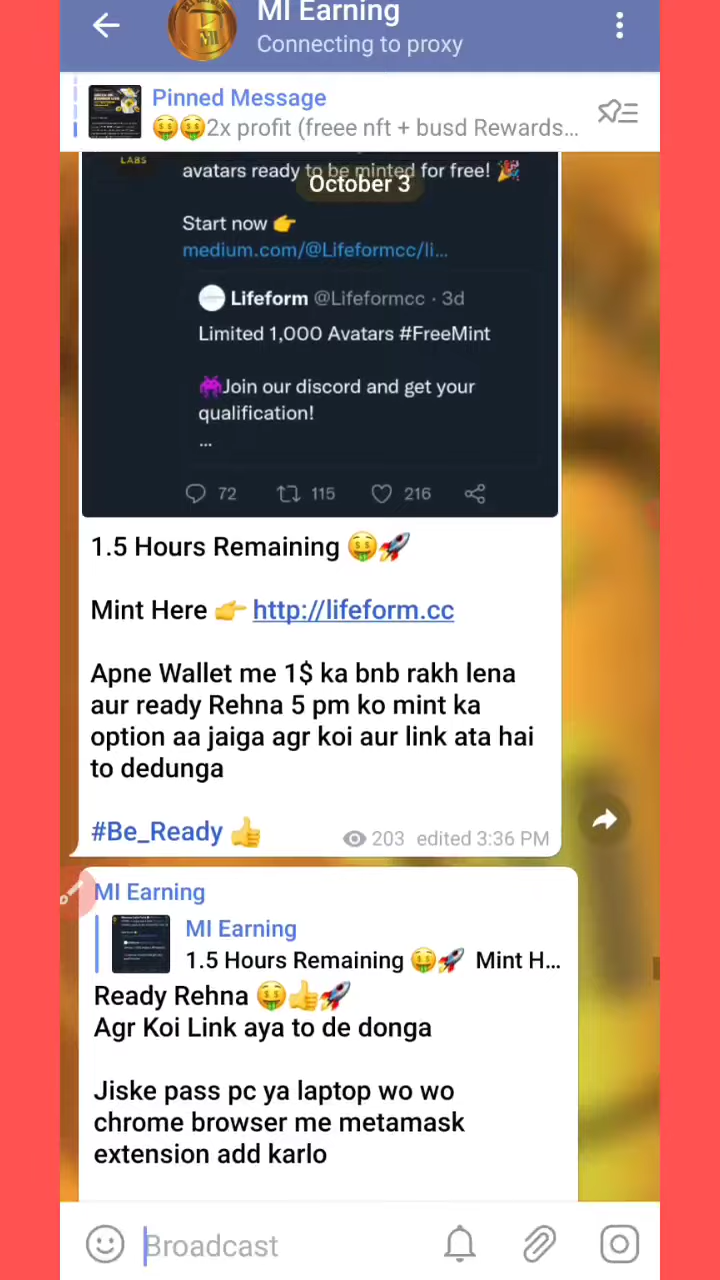 MI Earning
Connecting to proxy
Pinned Message
🤑🤑2x profit (freee nft + busd Rewards...
LABS
avatars ready to be minted for free! 🎉
October 3
Start now 👉
medium.com/@Lifeformcc/li...
Lifeform @Lifeformcc · 3d
Limited 1,000 Avatars #FreeMint
👾Join our discord and get your
qualification!
...
72 115 216
1.5 Hours Remaining 🤑🚀
Mint Here 👉 http://lifeform.cc
Apne Wallet me 1$ ka bnb rakh lena
aur ready Rehna 5 pm ko mint ka
option aa jaiga agr koi aur link ata hai
to dedunga
#Be_Ready 👍
203 edited 3:36 PM
MI Earning
MI Earning
1.5 Hours Remaining 🤑🚀 Mint H...
Ready Rehna 🤑👍🚀
Agr Koi Link aya to de donga
Jiske pass pc ya laptop wo wo
chrome browser me metamask
extension add karlo
Broadcast